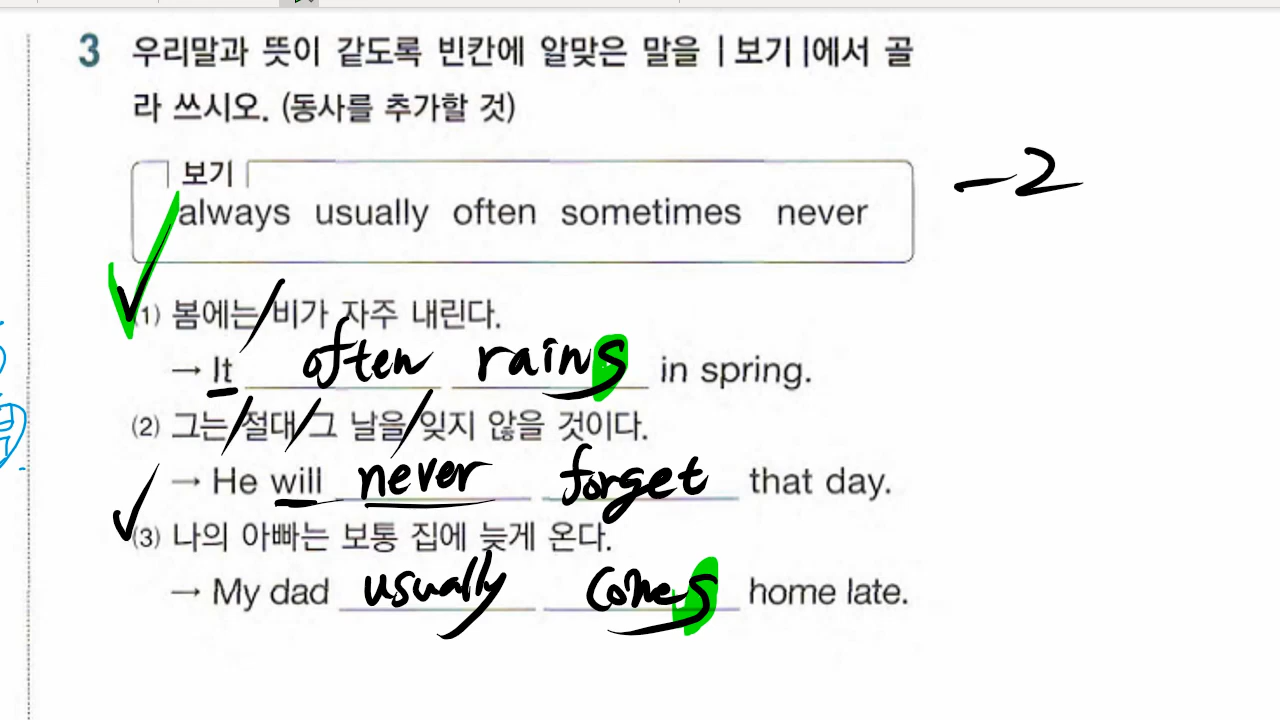 3 우리말과 뜻이 같도록 빈칸에 알맞은 말을 | 보기 |에서 골
라 쓰시오. (동사를 추가할 것)
보기
always usually often sometimes never
-2
(1) 봄에는/비가 자주 내린다.
→ It often rains in spring.
(2) 그는/절대/그 날을/잊지 않을 것이다.
→ He will never forget that day.
(3) 나의 아빠는 보통 집에 늦게 온다.
→ My dad usually comes home late.